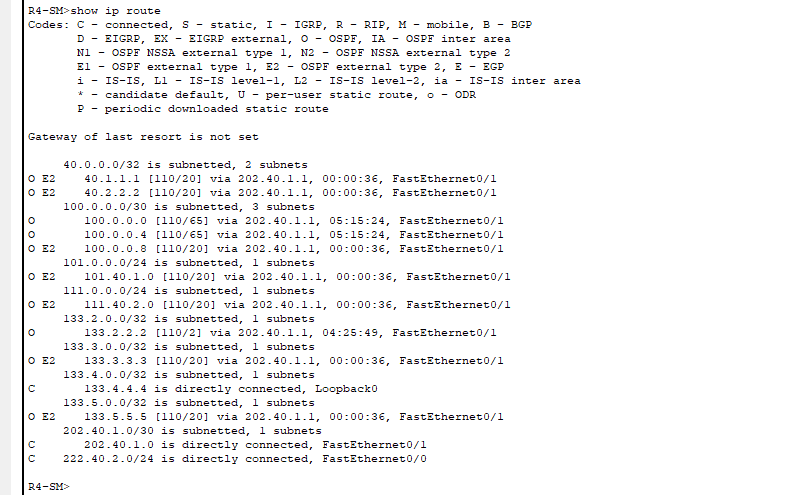 R4-SM>show ip route
Codes: C - connected, S - static, I - IGRP, R - RIP, M - mobile, B - BGP
       D - EIGRP, EX - EIGRP external, O - OSPF, IA - OSPF inter area
       N1 - OSPF NSSA external type 1, N2 - OSPF NSSA external type 2
       E1 - OSPF external type 1, E2 - OSPF external type 2, E - EGP
       i - IS-IS, L1 - IS-IS level-1, L2 - IS-IS level-2, ia - IS-IS inter area
       * - candidate default, U - per-user static route, o - ODR
       P - periodic downloaded static route

Gateway of last resort is not set

     40.0.0.0/32 is subnetted, 2 subnets
O E2    40.1.1.1 [110/20] via 202.40.1.1, 00:00:36, FastEthernet0/1
O E2    40.2.2.2 [110/20] via 202.40.1.1, 00:00:36, FastEthernet0/1
     100.0.0.0/30 is subnetted, 3 subnets
O       100.0.0.0 [110/65] via 202.40.1.1, 05:15:24, FastEthernet0/1
O       100.0.0.4 [110/65] via 202.40.1.1, 05:15:24, FastEthernet0/1
O E2    100.0.0.8 [110/20] via 202.40.1.1, 00:00:36, FastEthernet0/1
     101.0.0.0/24 is subnetted, 1 subnets
O E2    101.40.1.0 [110/20] via 202.40.1.1, 00:00:36, FastEthernet0/1
     111.0.0.0/24 is subnetted, 1 subnets
O E2    111.40.2.0 [110/20] via 202.40.1.1, 00:00:36, FastEthernet0/1
     133.2.0.0/32 is subnetted, 1 subnets
O       133.2.2.2 [110/2] via 202.40.1.1, 04:25:49, FastEthernet0/1
     133.3.0.0/32 is subnetted, 1 subnets
O E2    133.3.3.3 [110/20] via 202.40.1.1, 00:00:36, FastEthernet0/1
     133.4.0.0/32 is subnetted, 1 subnets
C       133.4.4.4 is directly connected, Loopback0
     133.5.0.0/32 is subnetted, 1 subnets
O E2    133.5.5.5 [110/20] via 202.40.1.1, 00:00:36, FastEthernet0/1
     202.40.1.0/30 is subnetted, 1 subnets
C       202.40.1.0 is directly connected, FastEthernet0/1
C    222.40.2.0/24 is directly connected, FastEthernet0/0

R4-SM>